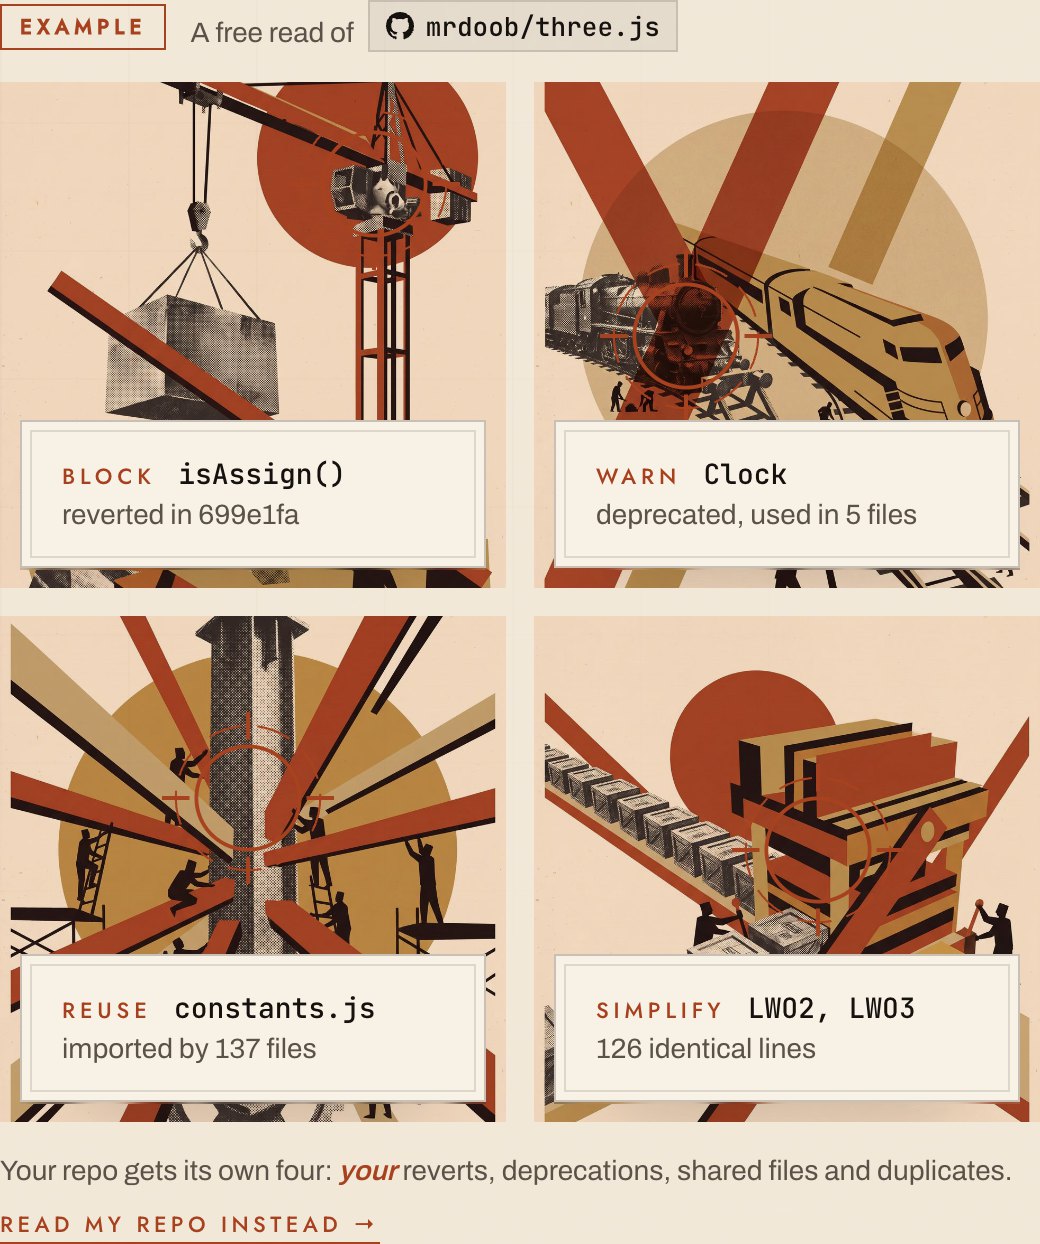 EXAMPLE A free read of mrdoob/three.js
BLOCK isAssign()
reverted in 699e1fa
WARN Clock
deprecated, used in 5 files
REUSE constants.js
imported by 137 files
SIMPLIFY LWO2, LWO3
126 identical lines
Your repo gets its own four: your reverts, deprecations, shared files and duplicates.
READ MY REPO INSTEAD →